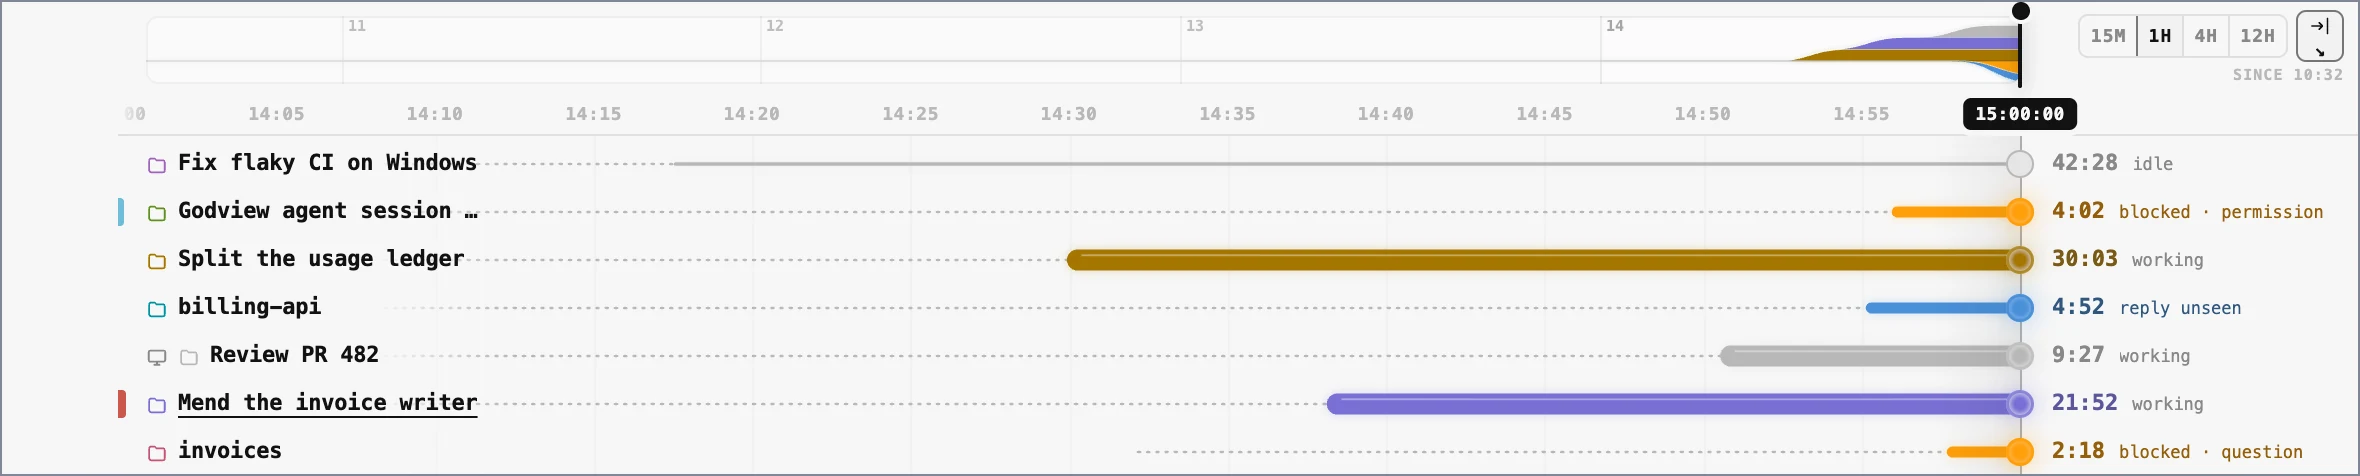 11 12 13 14
15M 1H 4H 12H
SINCE 10:32
00 14:05 14:10 14:15 14:20 14:25 14:30 14:35 14:40 14:45 14:50 14:55 15:00:00
Fix flaky CI on Windows 42:28 idle
Godview agent session … 4:02 blocked · permission
Split the usage ledger 30:03 working
billing-api 4:52 reply unseen
Review PR 482 9:27 working
Mend the invoice writer 21:52 working
invoices 2:18 blocked · question